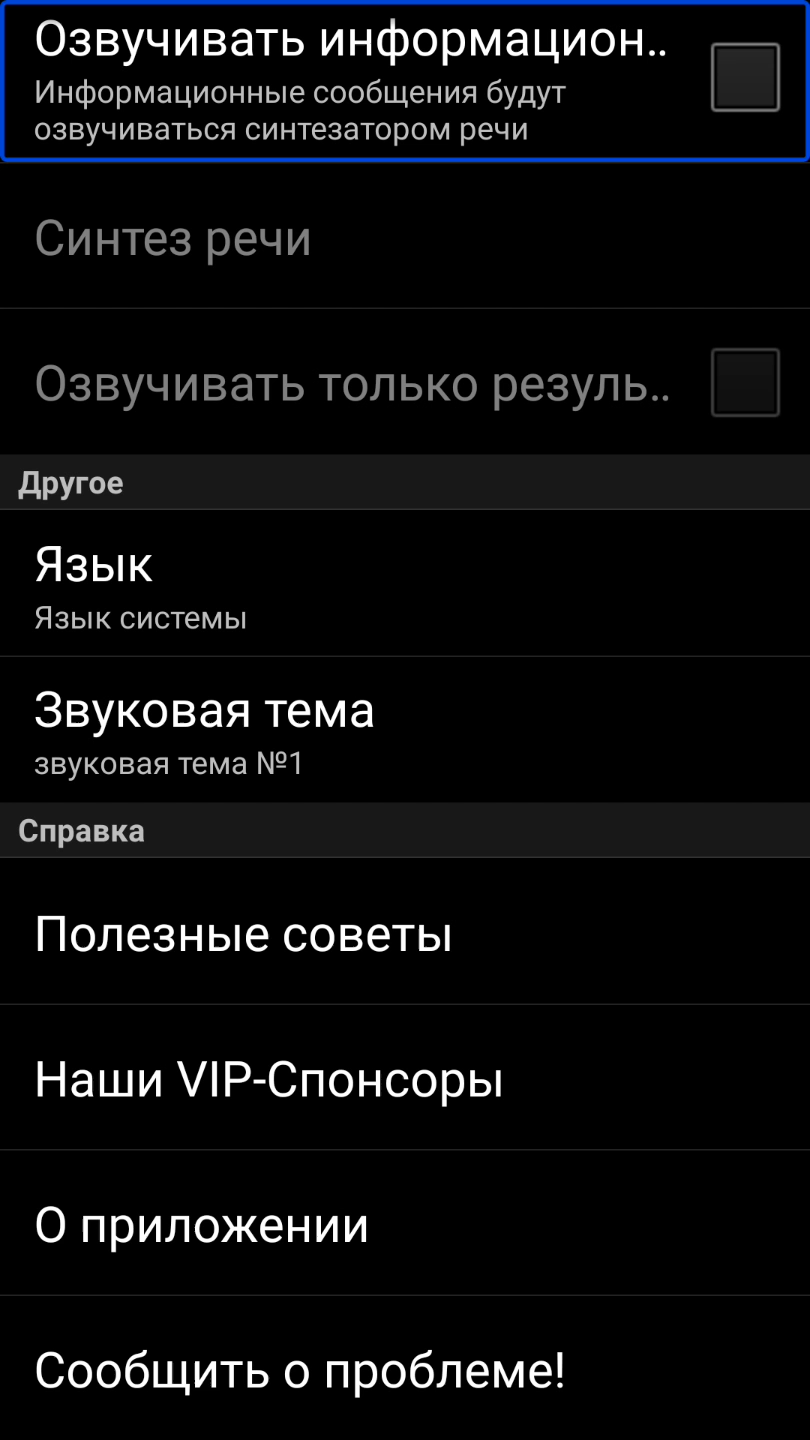 Озвучивать информацион..
Информационные сообщения будут
озвучиваться синтезатором речи
Синтез речи
Озвучивать только резуль..
Другое
Язык
Язык системы
Звуковая тема
звуковая тема №1
Справка
Полезные советы
Наши VIP-Спонсоры
О приложении
Сообщить о проблеме!